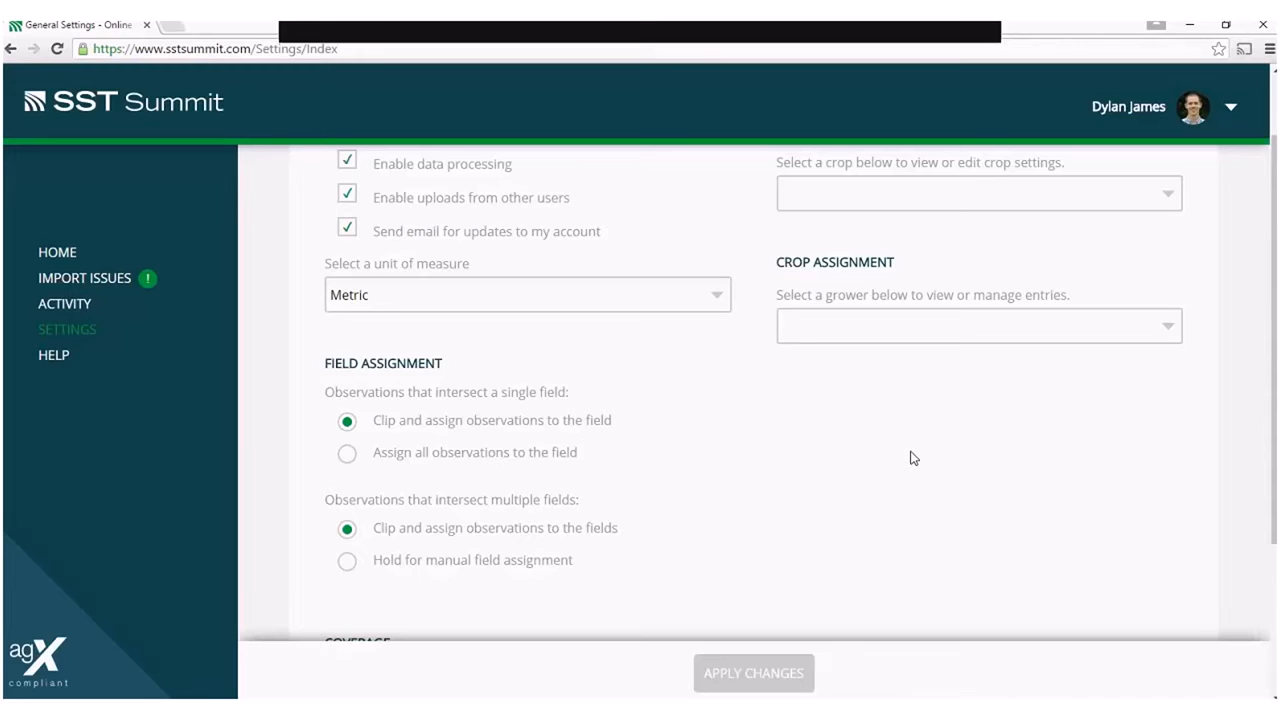 General Settings - Online
https://www.sstsummit.com/Settings/Index
SST Summit
Dylan James
HOME
IMPORT ISSUES !
ACTIVITY
SETTINGS
HELP
Enable data processing
Enable uploads from other users
Send email for updates to my account
Select a unit of measure
Metric
FIELD ASSIGNMENT
Observations that intersect a single field:
Clip and assign observations to the field
Assign all observations to the field
Observations that intersect multiple fields:
Clip and assign observations to the fields
Hold for manual field assignment
COVERAGE
Select a crop below to view or edit crop settings.
CROP ASSIGNMENT
Select a grower below to view or manage entries.
APPLY CHANGES
agX
compliant